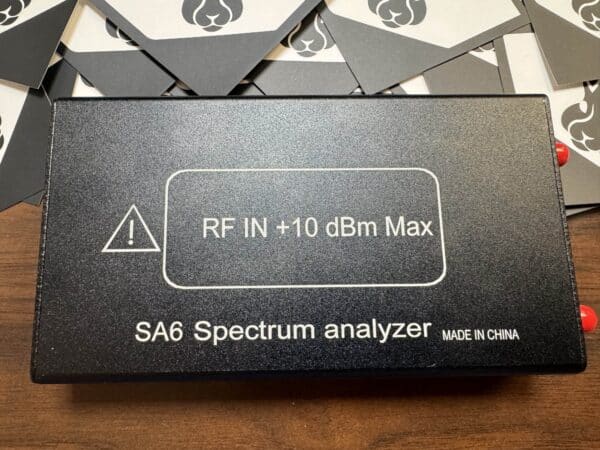 RF IN +10 dBm Max
SA6 Spectrum analyzer MADE IN CHINA